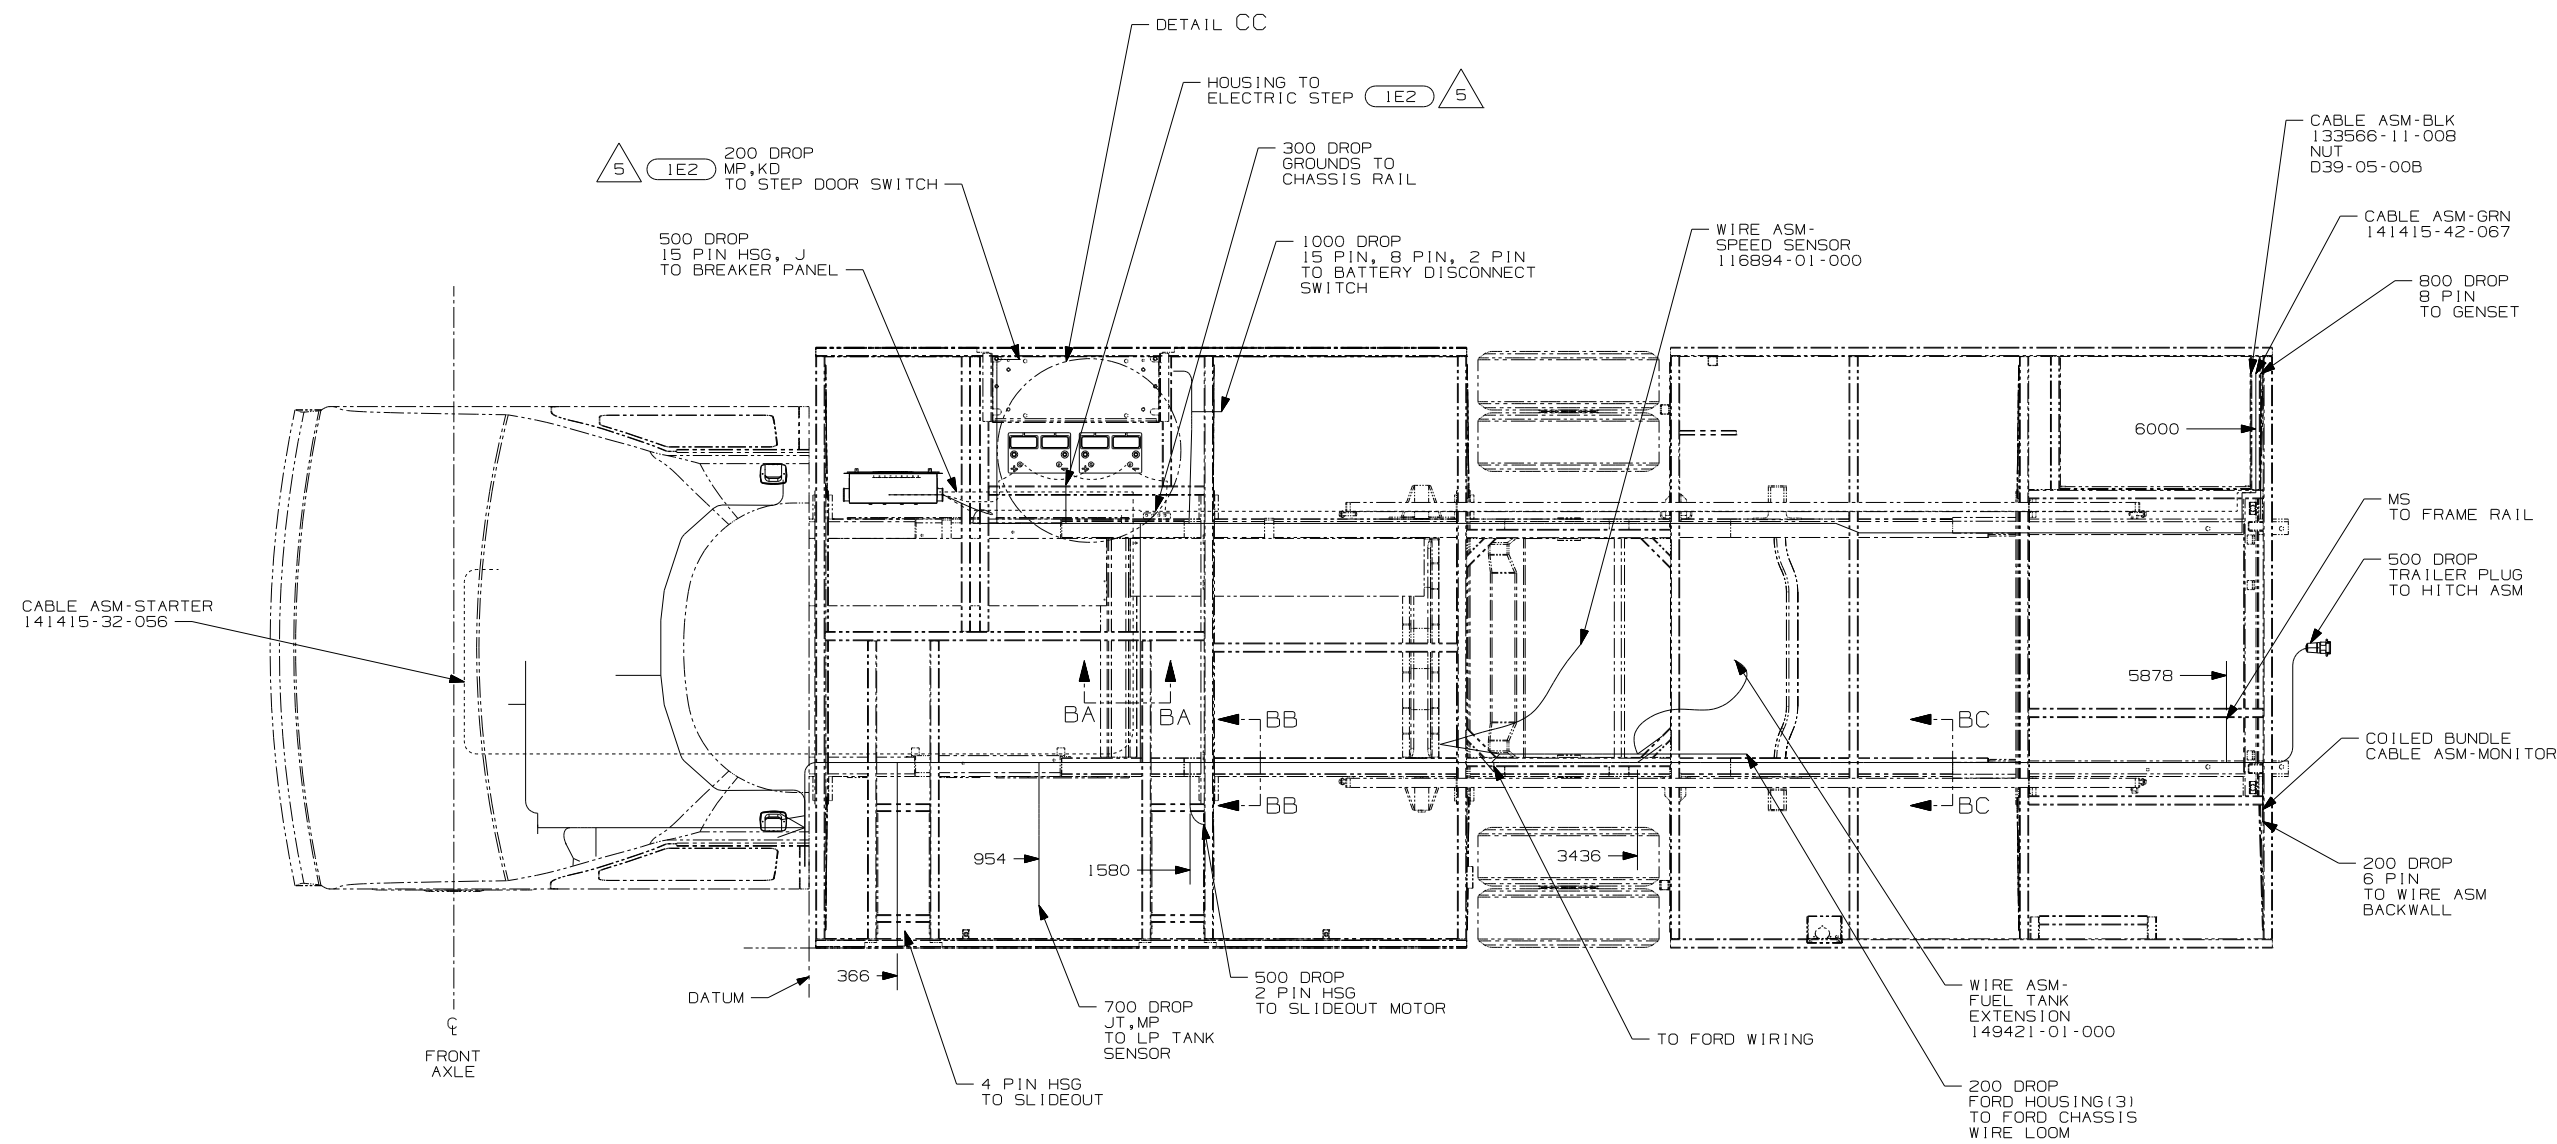 DETAIL CC
HOUSING TO
ELECTRIC STEP 1E2 5
5 1E2
200 DROP
MP,KD
TO STEP DOOR SWITCH
300 DROP
GROUNDS TO
CHASSIS RAIL
CABLE ASM-BLK
133566-11-008
NUT
D39-05-00B
CABLE ASM-GRN
141415-42-067
500 DROP
15 PIN HSG, J
TO BREAKER PANEL
1000 DROP
15 PIN, 8 PIN, 2 PIN
TO BATTERY DISCONNECT
SWITCH
WIRE ASM-
SPEED SENSOR
116894-01-000
800 DROP
8 PIN
TO GENSET
6000
MS
TO FRAME RAIL
500 DROP
TRAILER PLUG
TO HITCH ASM
CABLE ASM-STARTER
141415-32-056
5878
BA BA
BB
BB
BC
BC
COILED BUNDLE
CABLE ASM-MONITOR
954
1580
3436
200 DROP
6 PIN
TO WIRE ASM
BACKWALL
366
DATUM
500 DROP
2 PIN HSG
TO SLIDEOUT MOTOR
700 DROP
JT,MP
TO LP TANK
SENSOR
4 PIN HSG
TO SLIDEOUT
TO FORD WIRING
WIRE ASM-
FUEL TANK
EXTENSION
149421-01-000
200 DROP
FORD HOUSING(3)
TO FORD CHASSIS
WIRE LOOM
℄
FRONT
AXLE